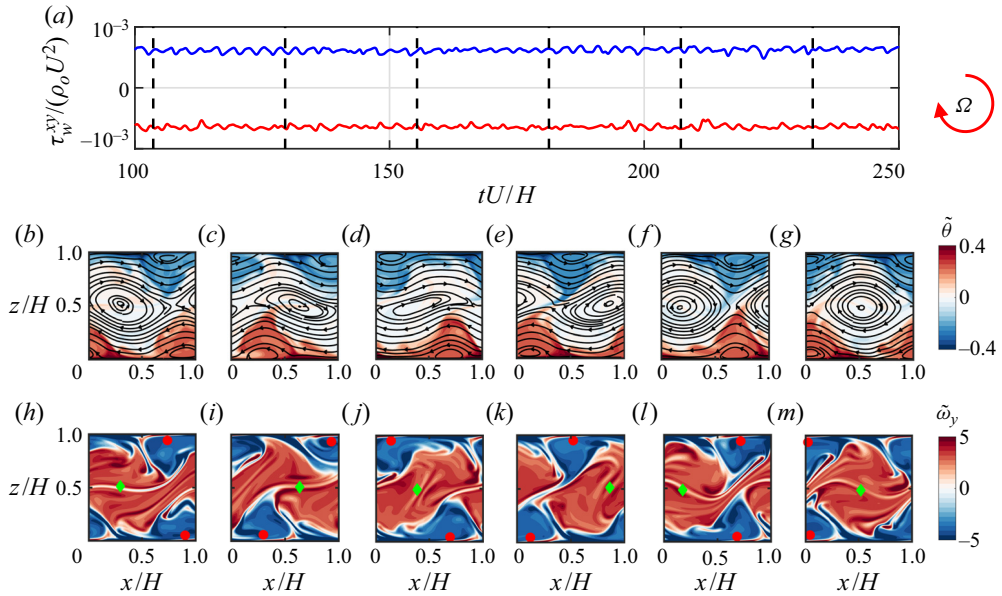 (a)
10⁻³
0
−10⁻³
τ_w^xy/(ρ_o U²)
100 150 200 250
tU/H
Ω
(b) (c) (d) (e) (f) (g)
1.0
z/H 0.5
0 0.5 1.0 0 0.5 1.0 0 0.5 1.0 0 0.5 1.0 0 0.5 1.0 0 0.5 1.0
θ̃
0.4
0
−0.4
(h) (i) (j) (k) (l) (m)
1.0
z/H 0.5
0 0.5 1.0 0 0.5 1.0 0 0.5 1.0 0 0.5 1.0 0 0.5 1.0 0 0.5 1.0
x/H x/H x/H x/H x/H x/H
ω̃_y
5
0
−5